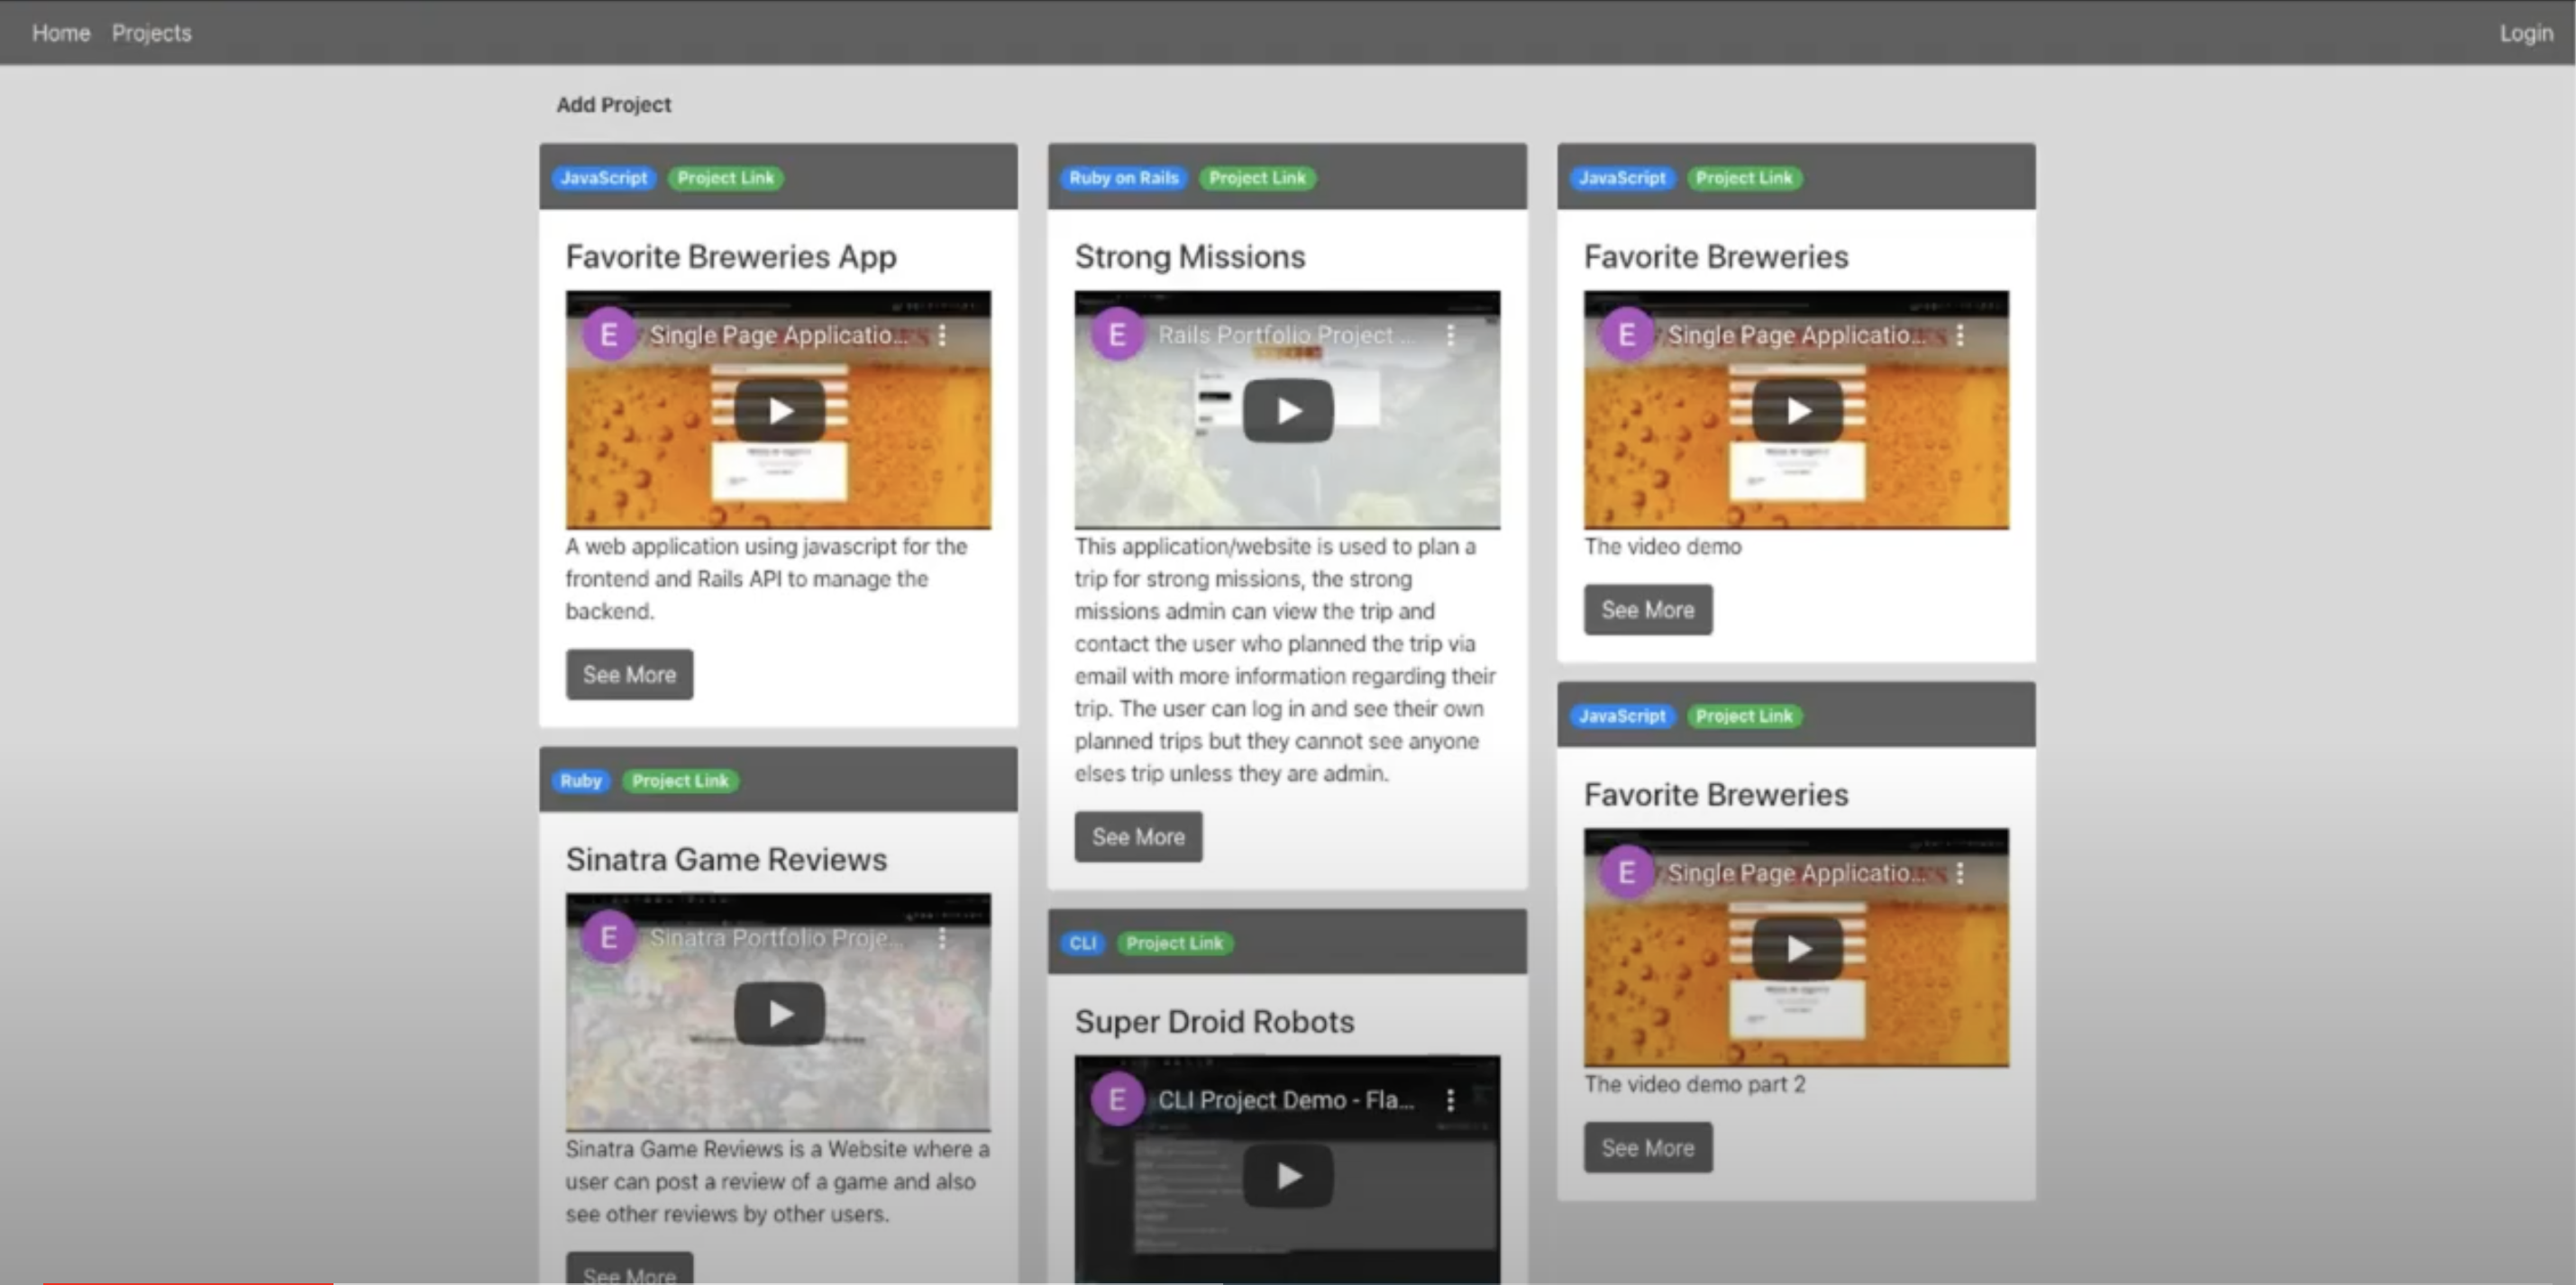 Home Projects Login
Add Project
JavaScript Project Link
Favorite Breweries App
E Single Page Applicatio...
A web application using javascript for the
frontend and Rails API to manage the
backend.
See More
Ruby Project Link
Sinatra Game Reviews
E Sinatra Portfolio Proje...
Sinatra Game Reviews is a Website where a
user can post a review of a game and also
see other reviews by other users.
See More
Ruby on Rails Project Link
Strong Missions
E Rails Portfolio Project ...
This application/website is used to plan a
trip for strong missions, the strong
missions admin can view the trip and
contact the user who planned the trip via
email with more information regarding their
trip. The user can log in and see their own
planned trips but they cannot see anyone
elses trip unless they are admin.
See More
CLI Project Link
Super Droid Robots
E CLI Project Demo - Fla...
JavaScript Project Link
Favorite Breweries
E Single Page Applicatio...
The video demo
See More
JavaScript Project Link
Favorite Breweries
E Single Page Applicatio...
The video demo part 2
See More